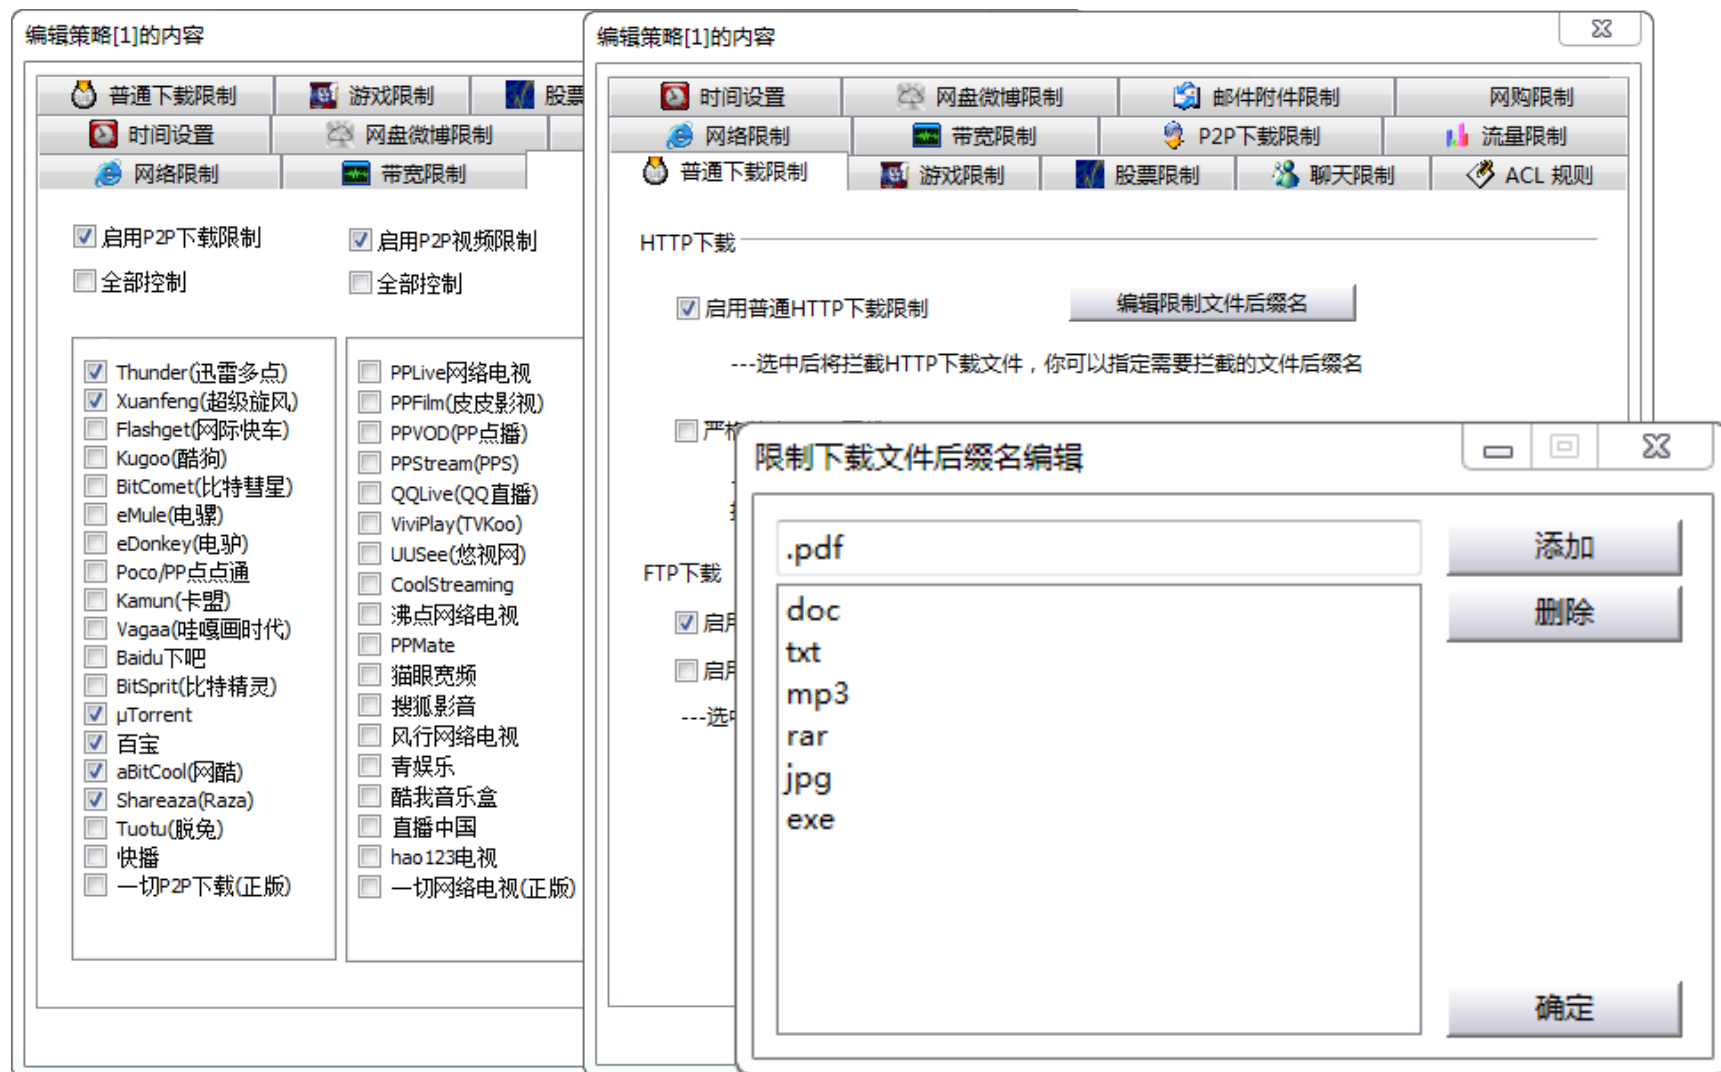 编辑策略[1]的内容
普通下载限制
游戏限制
股票
时间设置
网盘微博限制
网络限制
带宽限制
启用P2P下载限制
启用P2P视频限制
全部控制
全部控制
Thunder(迅雷多点)
Xuanfeng(超级旋风)
Flashget(网际快车)
Kugoo(酷狗)
BitComet(比特彗星)
eMule(电骡)
eDonkey(电驴)
Poco/PP点点通
Kamun(卡盟)
Vagaa(哇嘎画时代)
Baidu下吧
BitSprit(比特精灵)
µTorrent
百宝
aBitCool(网酷)
Shareaza(Raza)
Tuotu(脱兔)
快播
一切P2P下载(正版)
PPLive网络电视
PPFilm(皮皮影视)
PPVOD(PP点播)
PPStream(PPS)
QQLive(QQ直播)
ViviPlay(TVKoo)
UUSee(悠视网)
CoolStreaming
沸点网络电视
PPMate
猫眼宽频
搜狐影音
风行网络电视
青娱乐
酷我音乐盒
直播中国
hao123电视
一切网络电视(正版)
编辑策略[1]的内容
时间设置
网盘微博限制
邮件附件限制
网购限制
网络限制
带宽限制
P2P下载限制
流量限制
普通下载限制
游戏限制
股票限制
聊天限制
ACL 规则
HTTP下载
启用普通HTTP下载限制
编辑限制文件后缀名
---选中后将拦截HTTP下载文件，你可以指定需要拦截的文件后缀名
严格
FTP下载
启用
启用
---选中
限制下载文件后缀名编辑
.pdf
添加
删除
doc
txt
mp3
rar
jpg
exe
确定